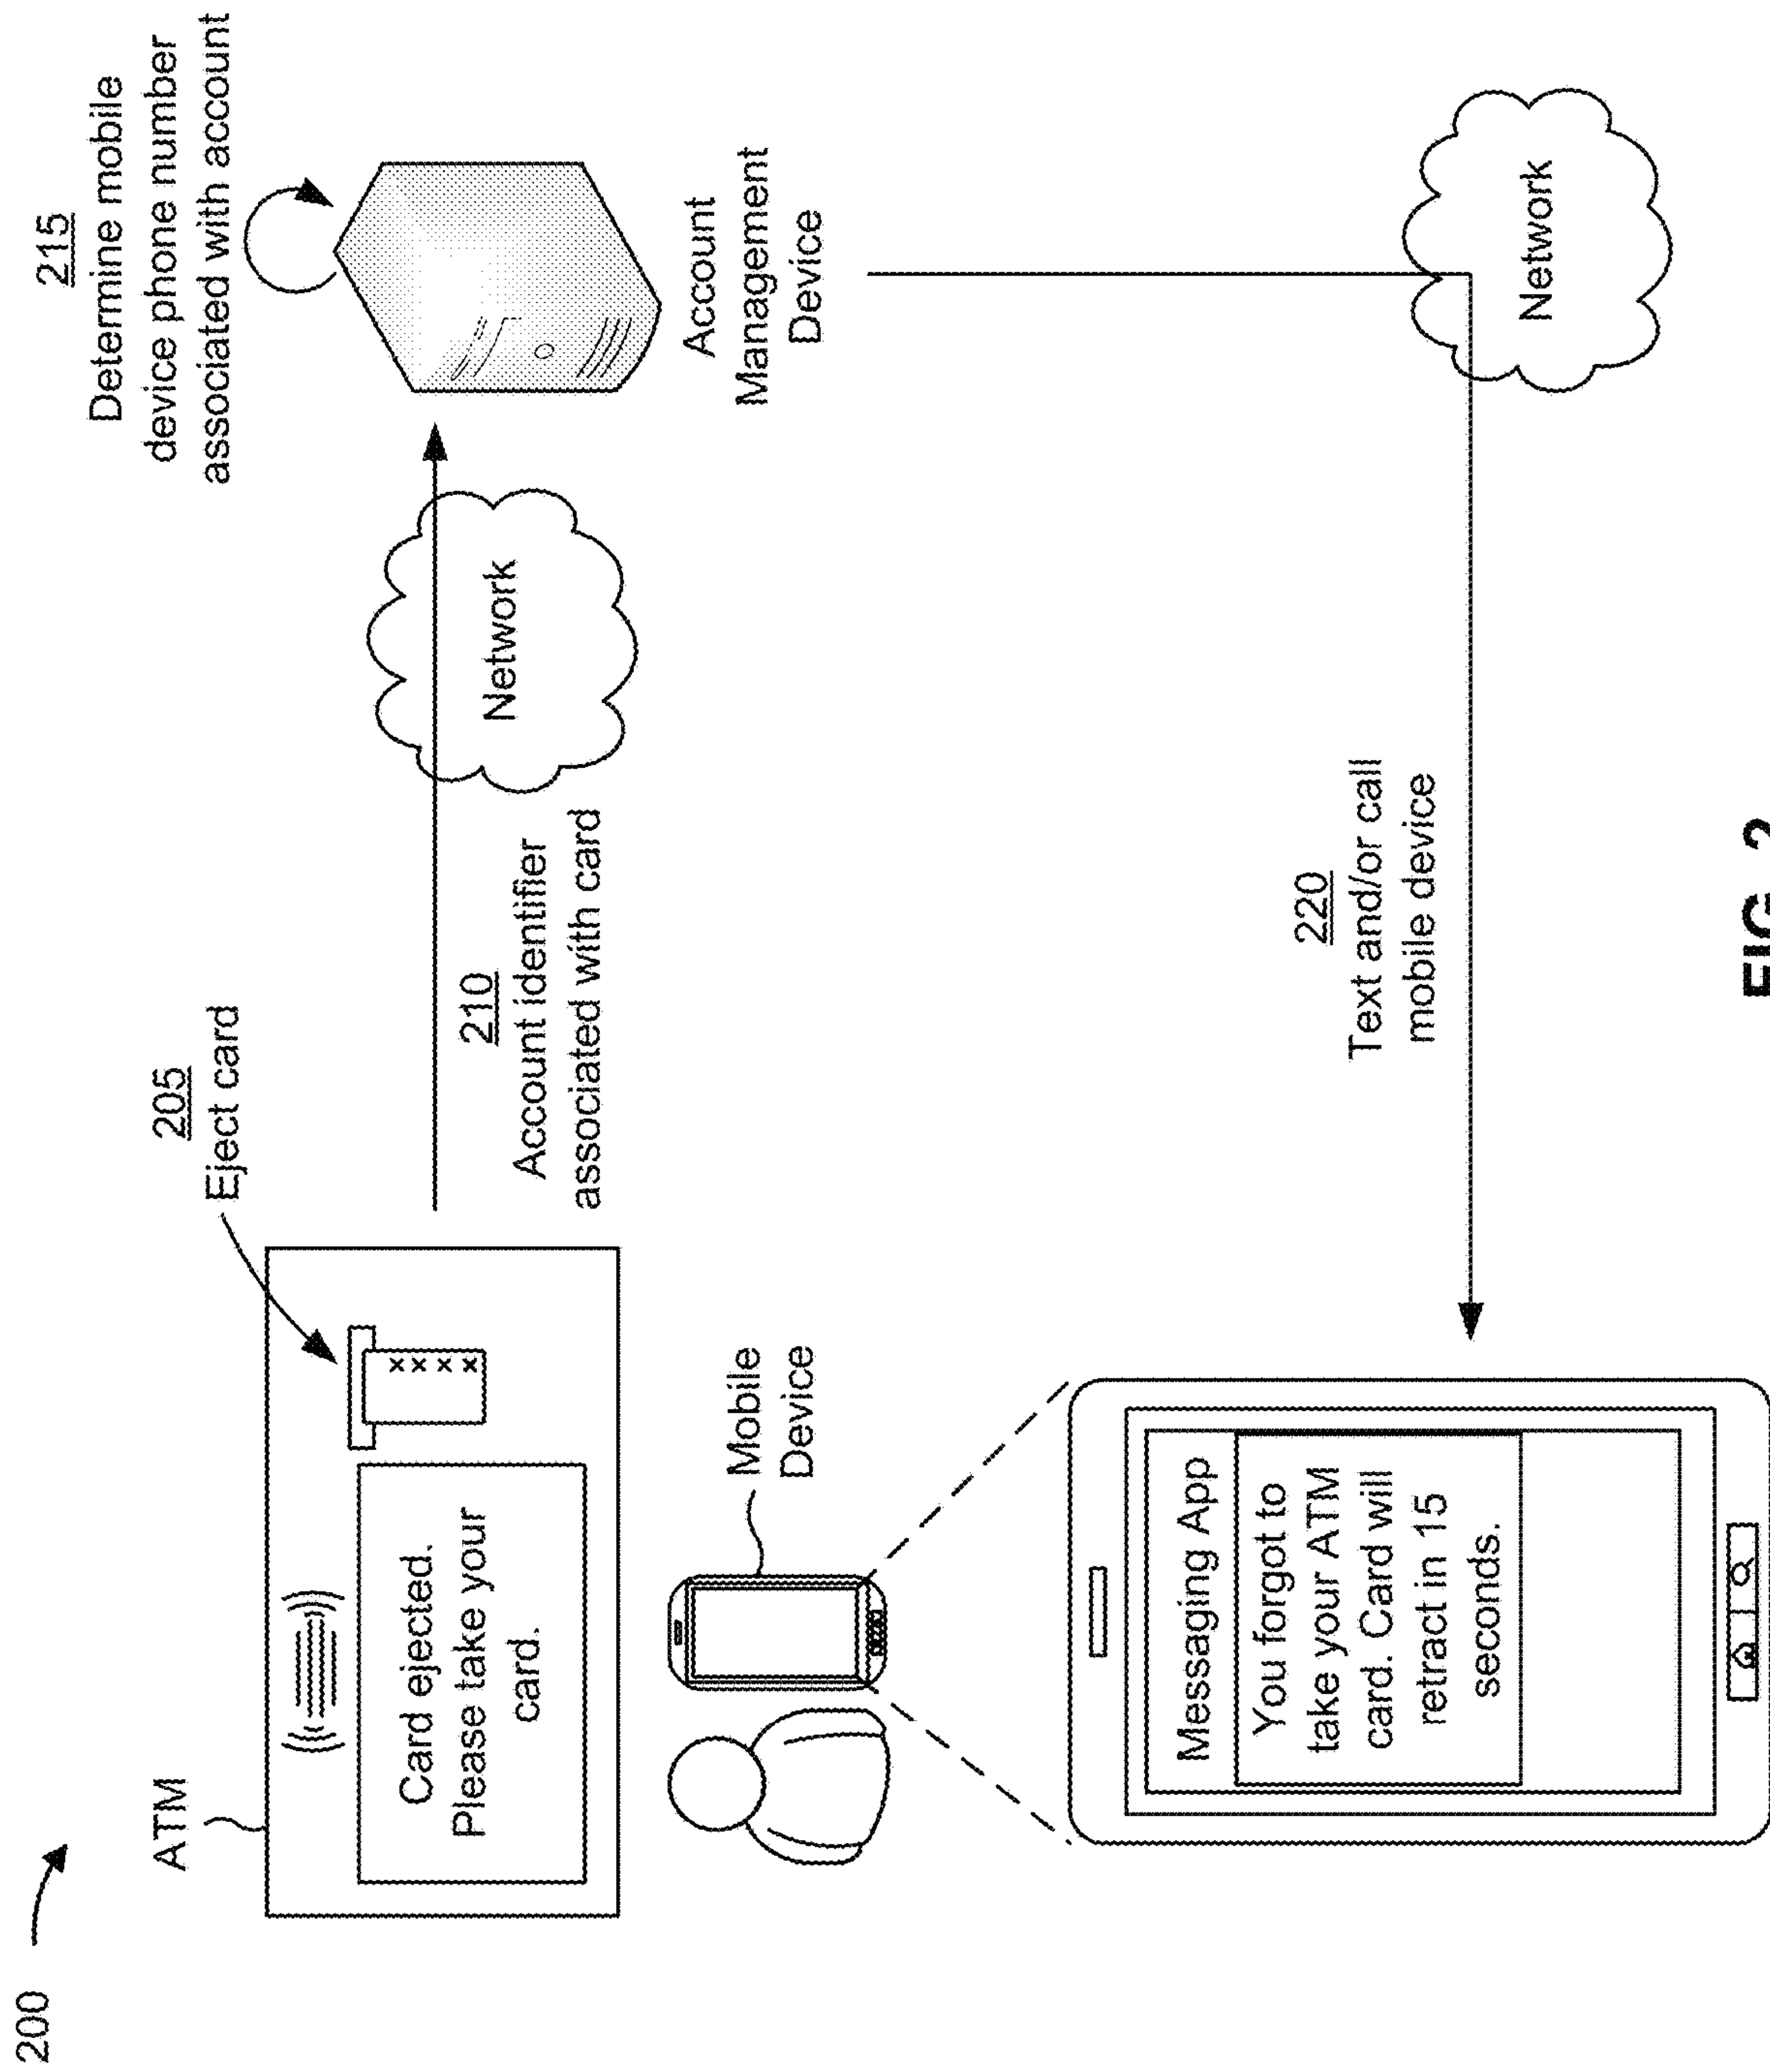 200
ATM
205
Eject card
Card ejected.
Please take your
card.
210
Account identifier
associated with card
Network
215
Determine mobile
device phone number
associated with account
Account
Management
Device
Mobile
Device
Messaging App
You forgot to
take your ATM
card. Card will
retract in 15
seconds.
220
Text and/or call
mobile device
Network
FIG. 2